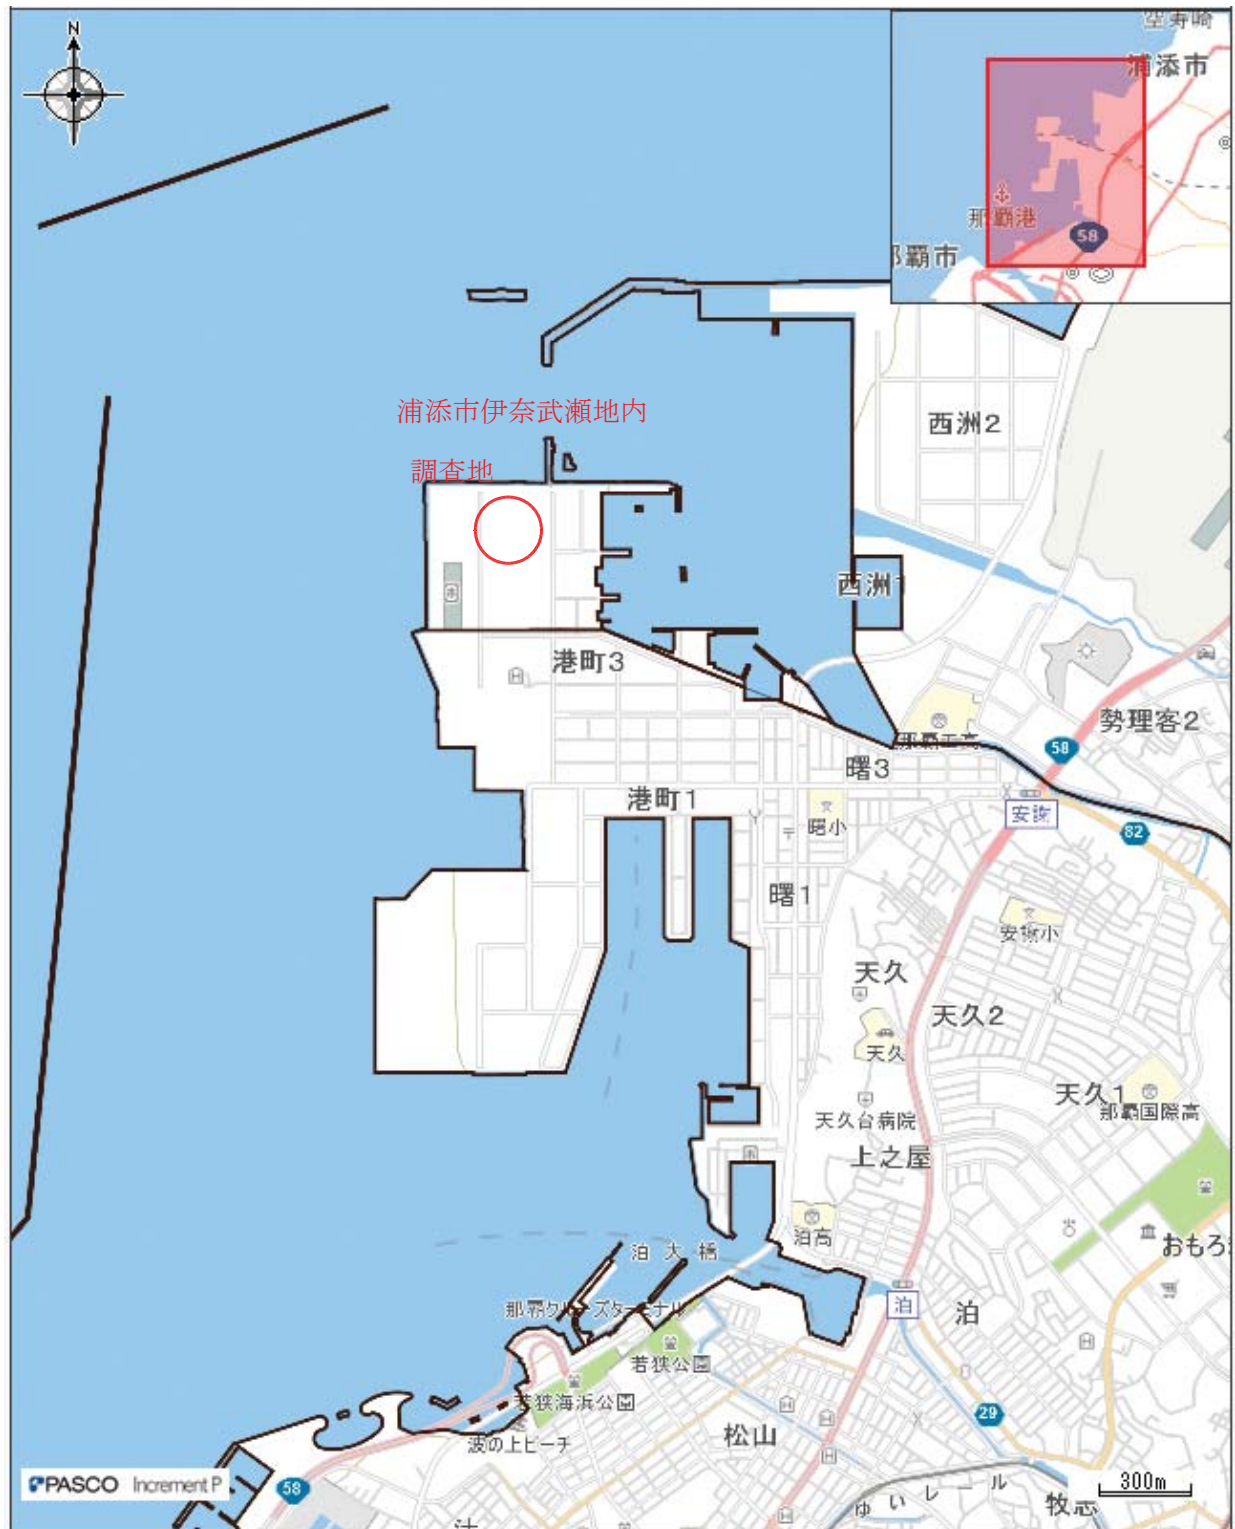 N
空寿崎
浦添市
那覇港
58
那覇市
浦添市伊奈武瀬地内
調査地
西洲2
西洲1
港町3
勢理客2
那覇工高
58
曙3
港町1
安謝
曙小
82
曙1
安謝小
天久
天久2
天久
天久1
那覇国際高
天久台病院
上之屋
泊高
おもろ
泊大橋
那覇クルーズターミナル
泊
泊
若狭公園
若狭海浜公園
29
松山
波の上ビーチ
PASCO Increment P
58
300m
ゆいレール
牧志
辻